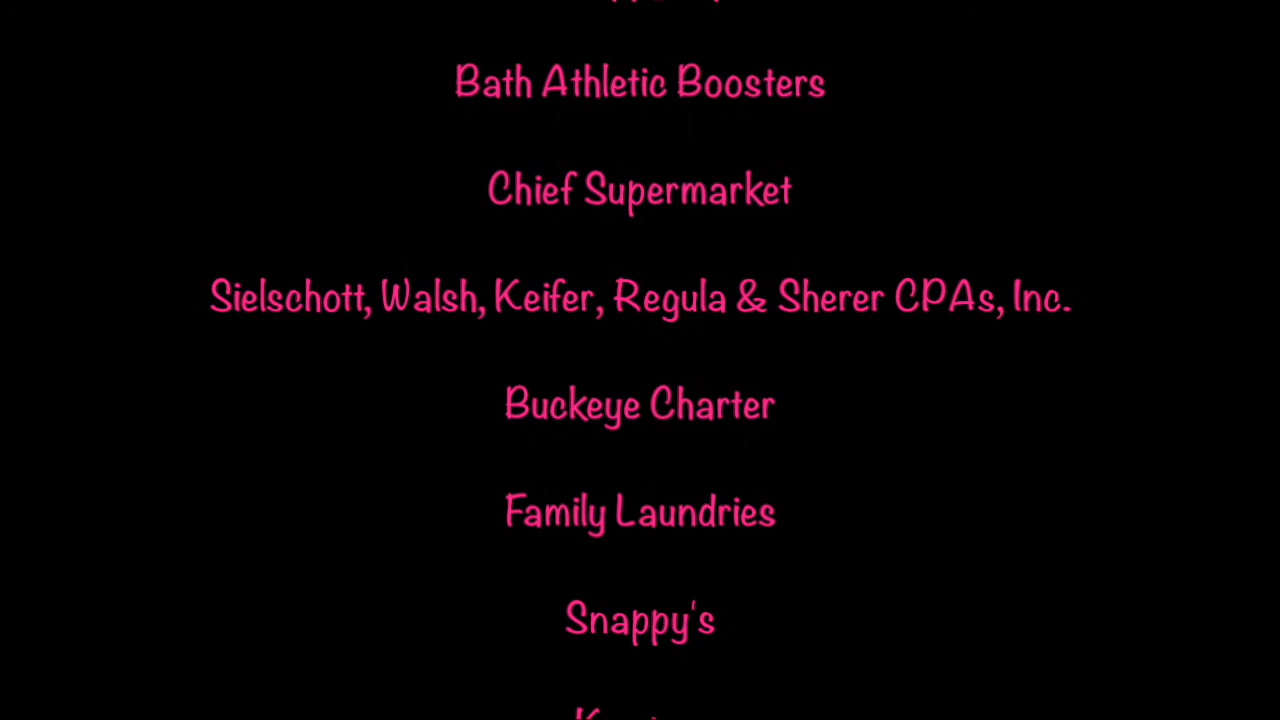 Bath Athletic Boosters
Chief Supermarket
Sielschott, Walsh, Keifer, Regula & Sherer CPAs, Inc.
Buckeye Charter
Family Laundries
Snappy's